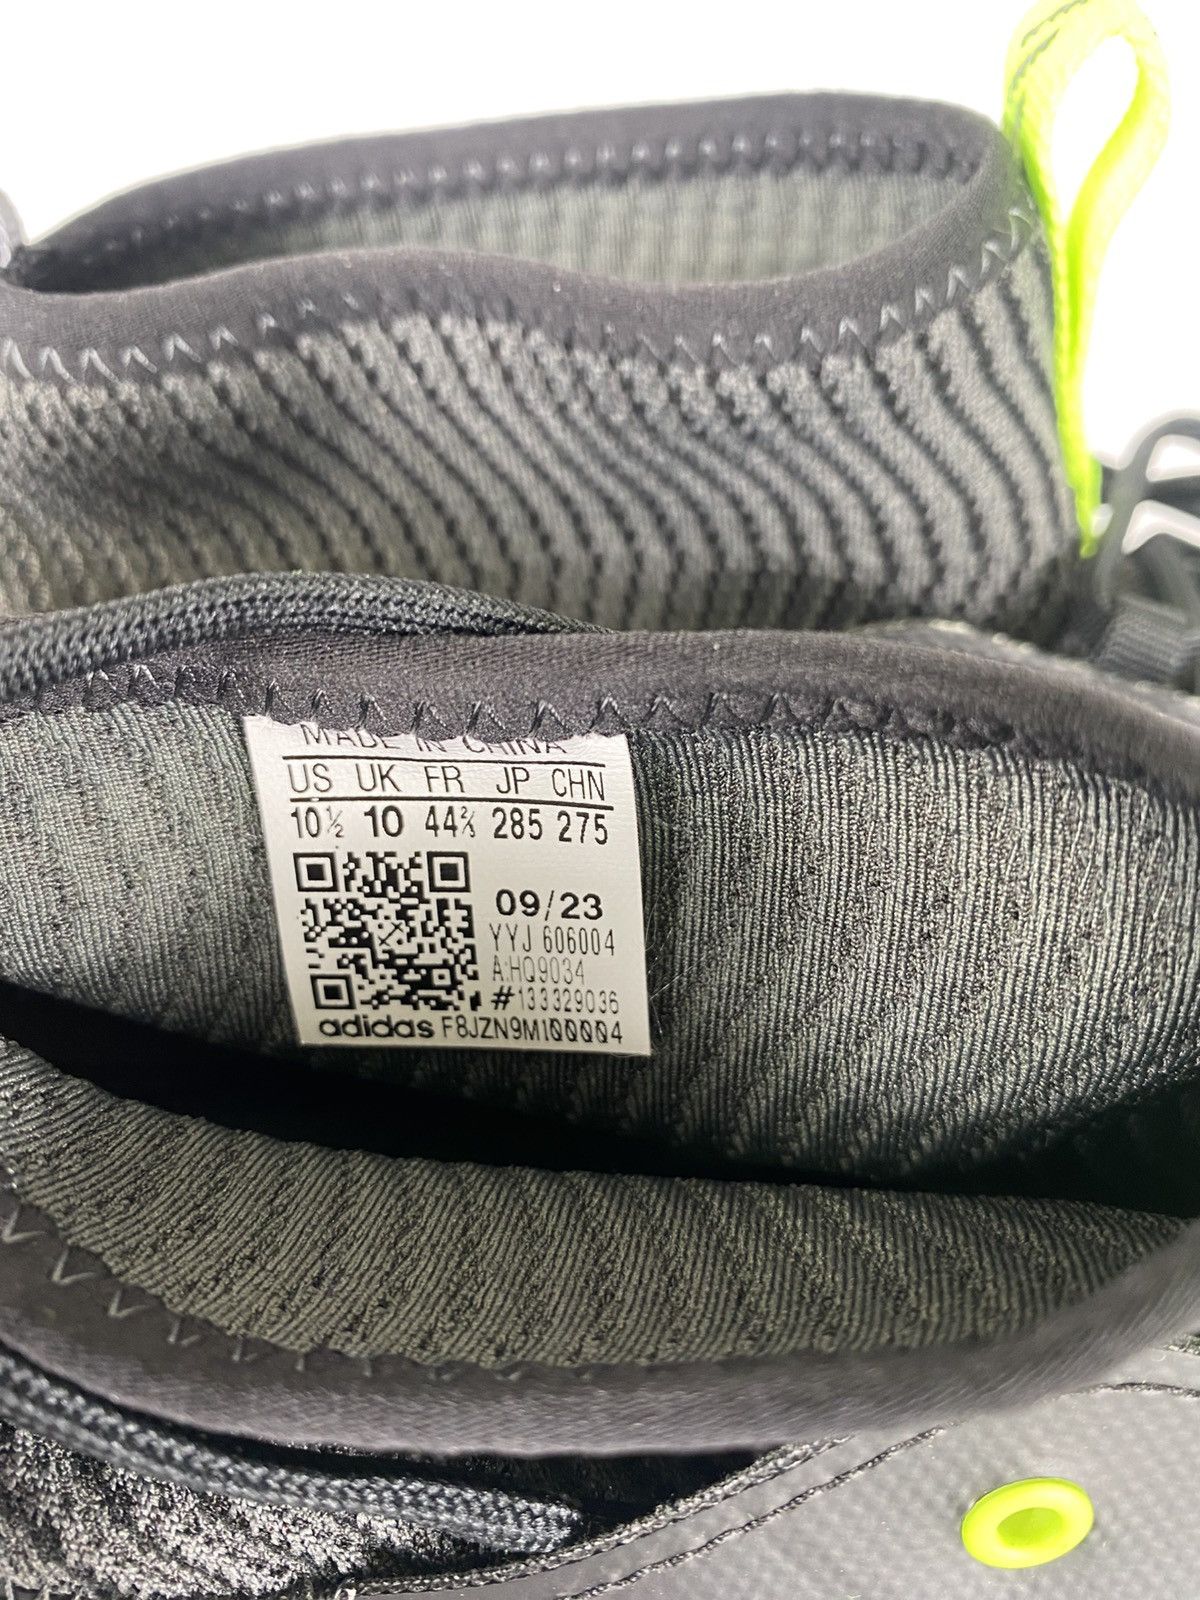 MADE IN CHINA
US UK FR JP CHN
10½ 10 44⅔ 285 275
09/23
YYJ 606004
A:HQ9034
#133329036
adidas F8JZN9M100004